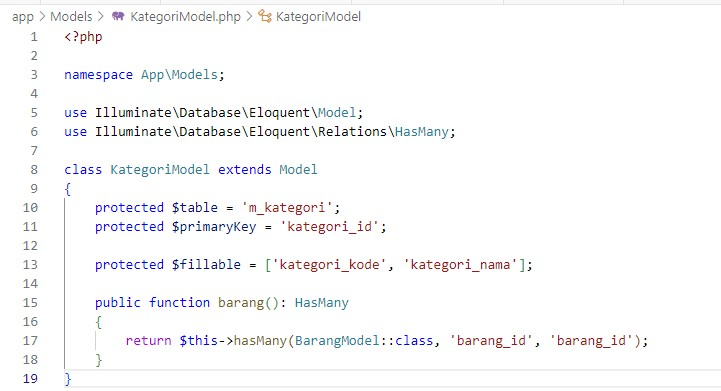 app > Models > KategoriModel.php > KategoriModel
1 <?php
2
3 namespace App\Models;
4
5 use Illuminate\Database\Eloquent\Model;
6 use Illuminate\Database\Eloquent\Relations\HasMany;
7
8 class KategoriModel extends Model
9 {
10     protected $table = 'm_kategori';
11     protected $primaryKey = 'kategori_id';
12
13     protected $fillable = ['kategori_kode', 'kategori_nama'];
14
15     public function barang(): HasMany
16     {
17         return $this->hasMany(BarangModel::class, 'barang_id', 'barang_id');
18     }
19 }